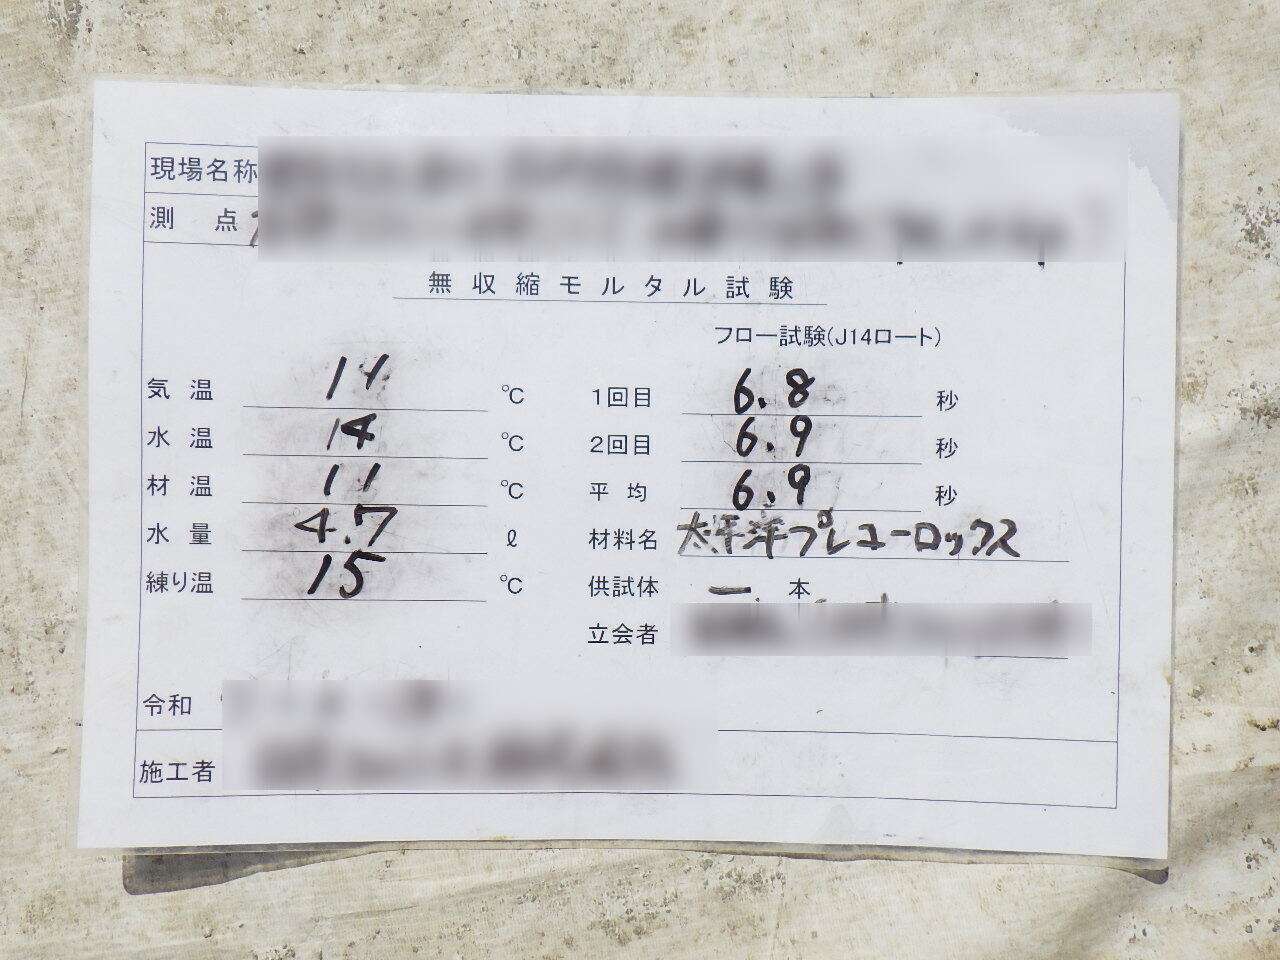 現場名称
測 点
無収縮モルタル試験
フロー試験(J14ロート)
気 温 11 ℃ 1回目 6.8 秒
水 温 14 ℃ 2回目 6.9 秒
材 温 11 ℃ 平 均 6.9 秒
水 量 4.7 ℓ 材料名 太平洋プレユーロックス
練り温 15 ℃ 供試体 ー 本
立会者
令和
施工者